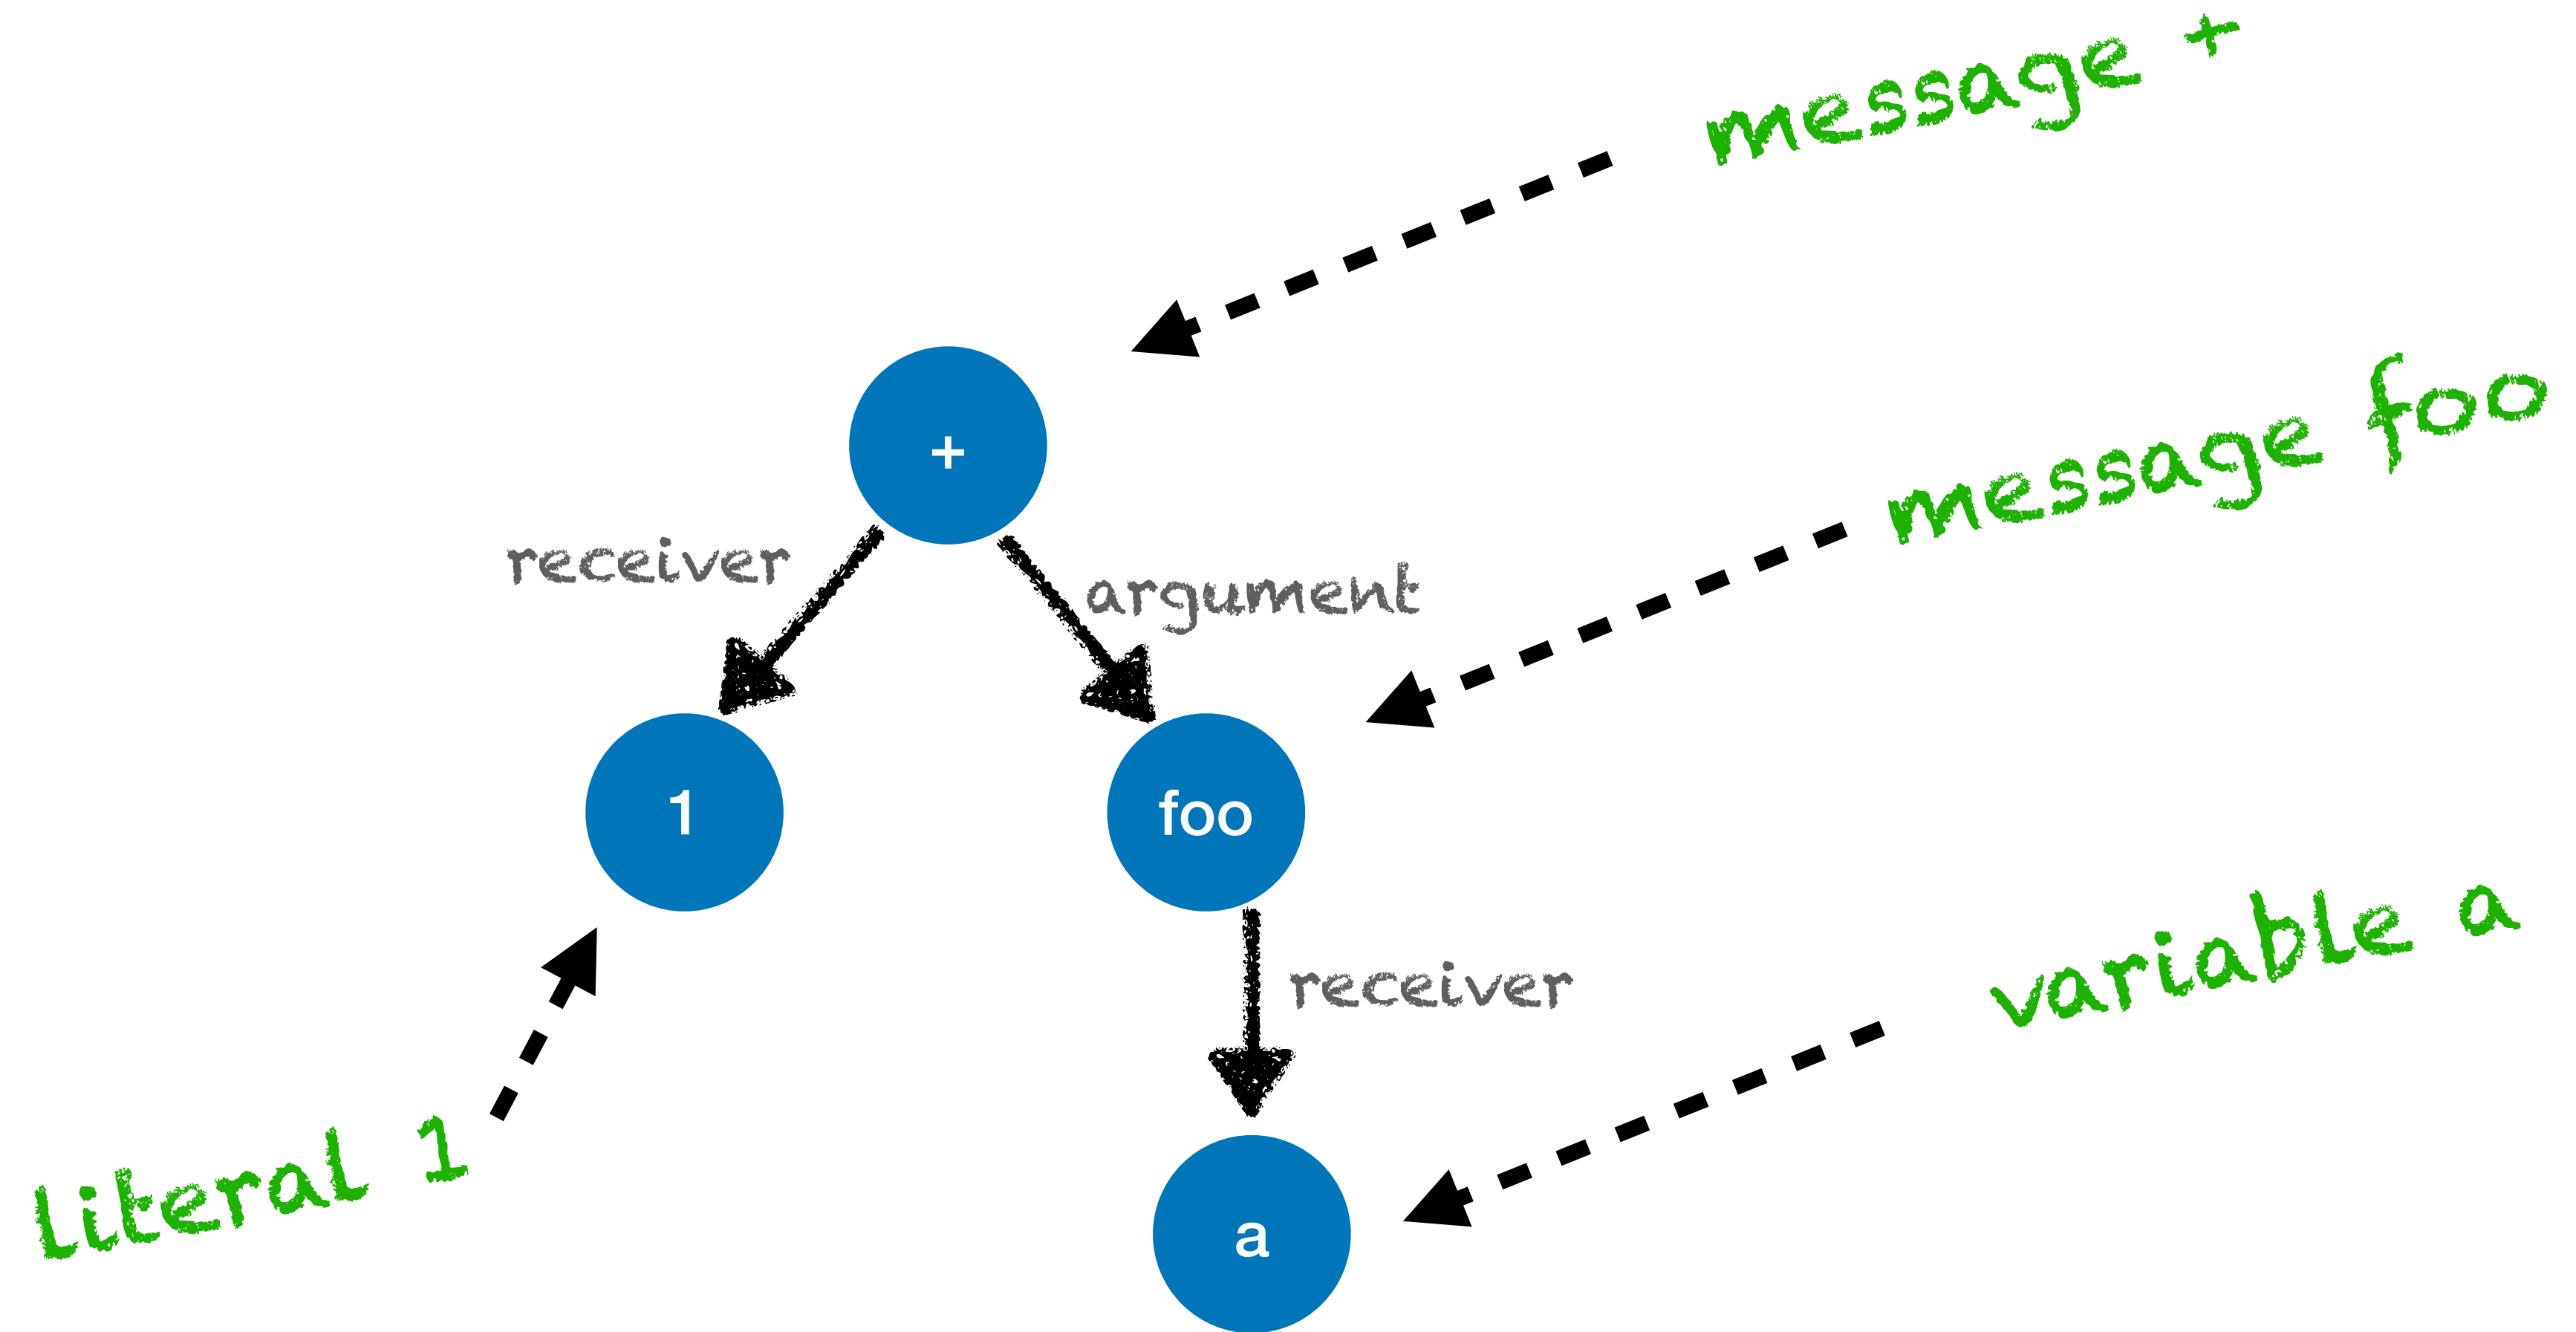 message +
message foo
+
receiver
argument
1
foo
receiver
variable a
literal 1
a